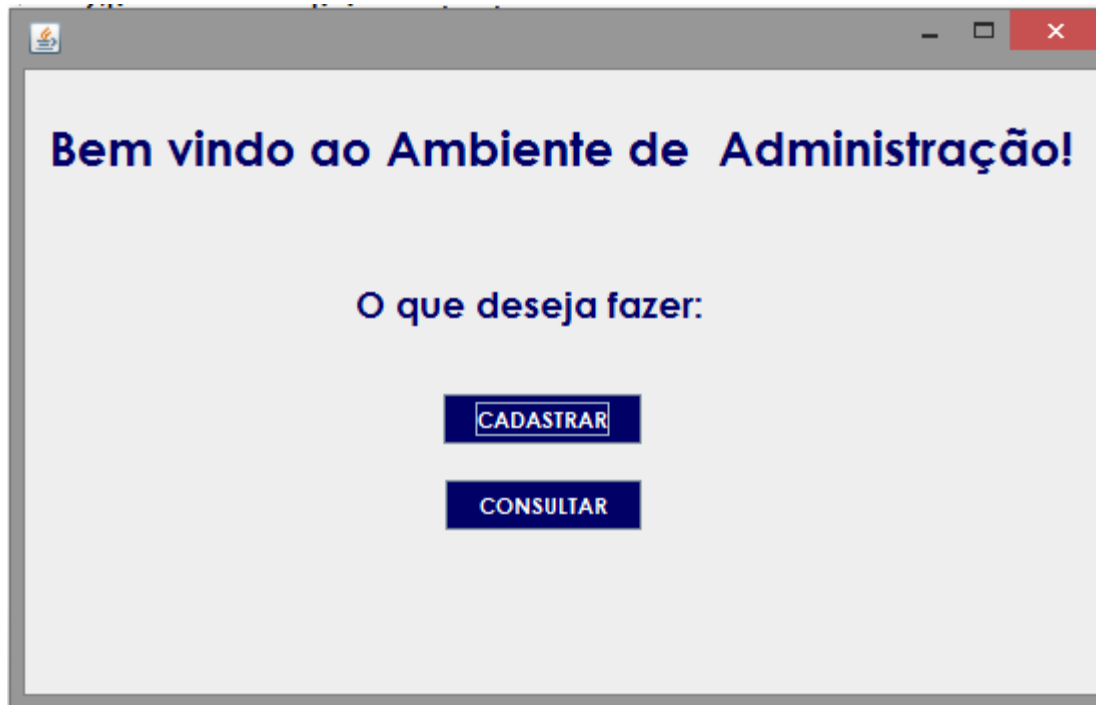 Bem vindo ao Ambiente de  Administração!
O que deseja fazer:
CADASTRAR
CONSULTAR